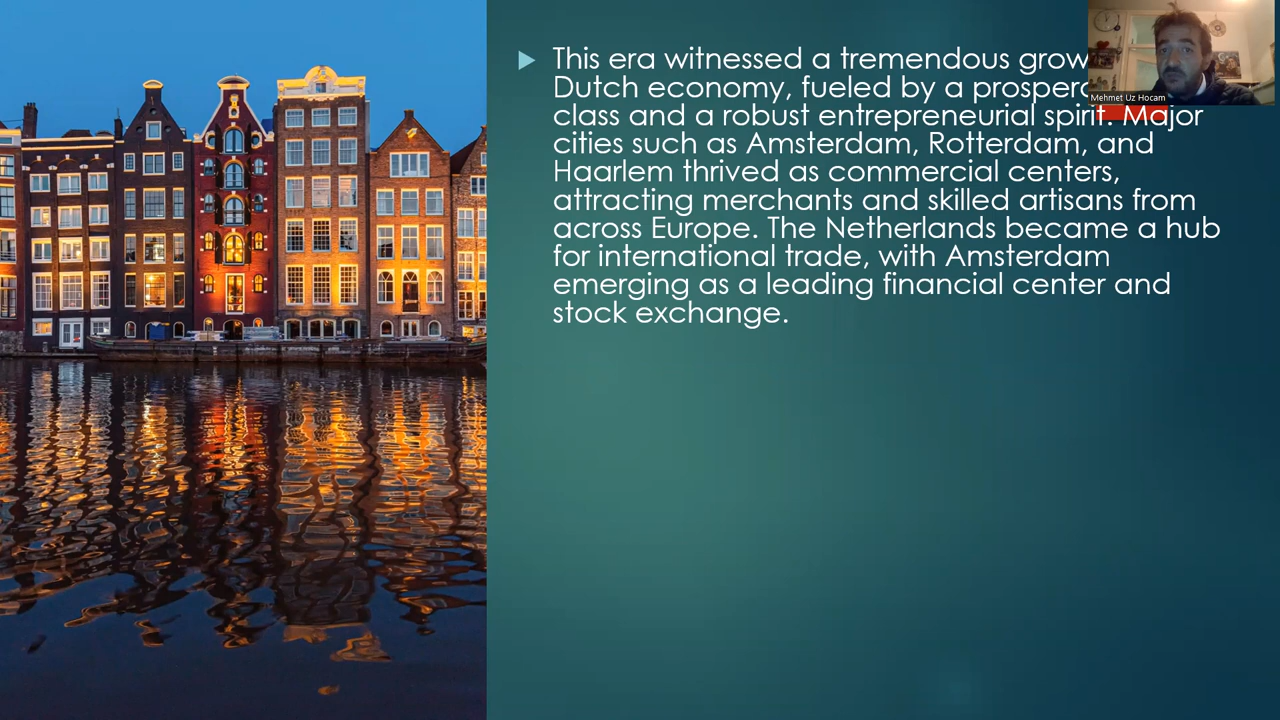 This era witnessed a tremendous
Dutch economy, fueled by a
class and a robust entrepreneurial spirit. Major
cities such as Amsterdam, Rotterdam, and
Haarlem thrived as commercial centers,
attracting merchants and skilled artisans from
across Europe. The Netherlands became a hub
for international trade, with Amsterdam
emerging as a leading financial center and
stock exchange.
Mehmet Uz Hocam